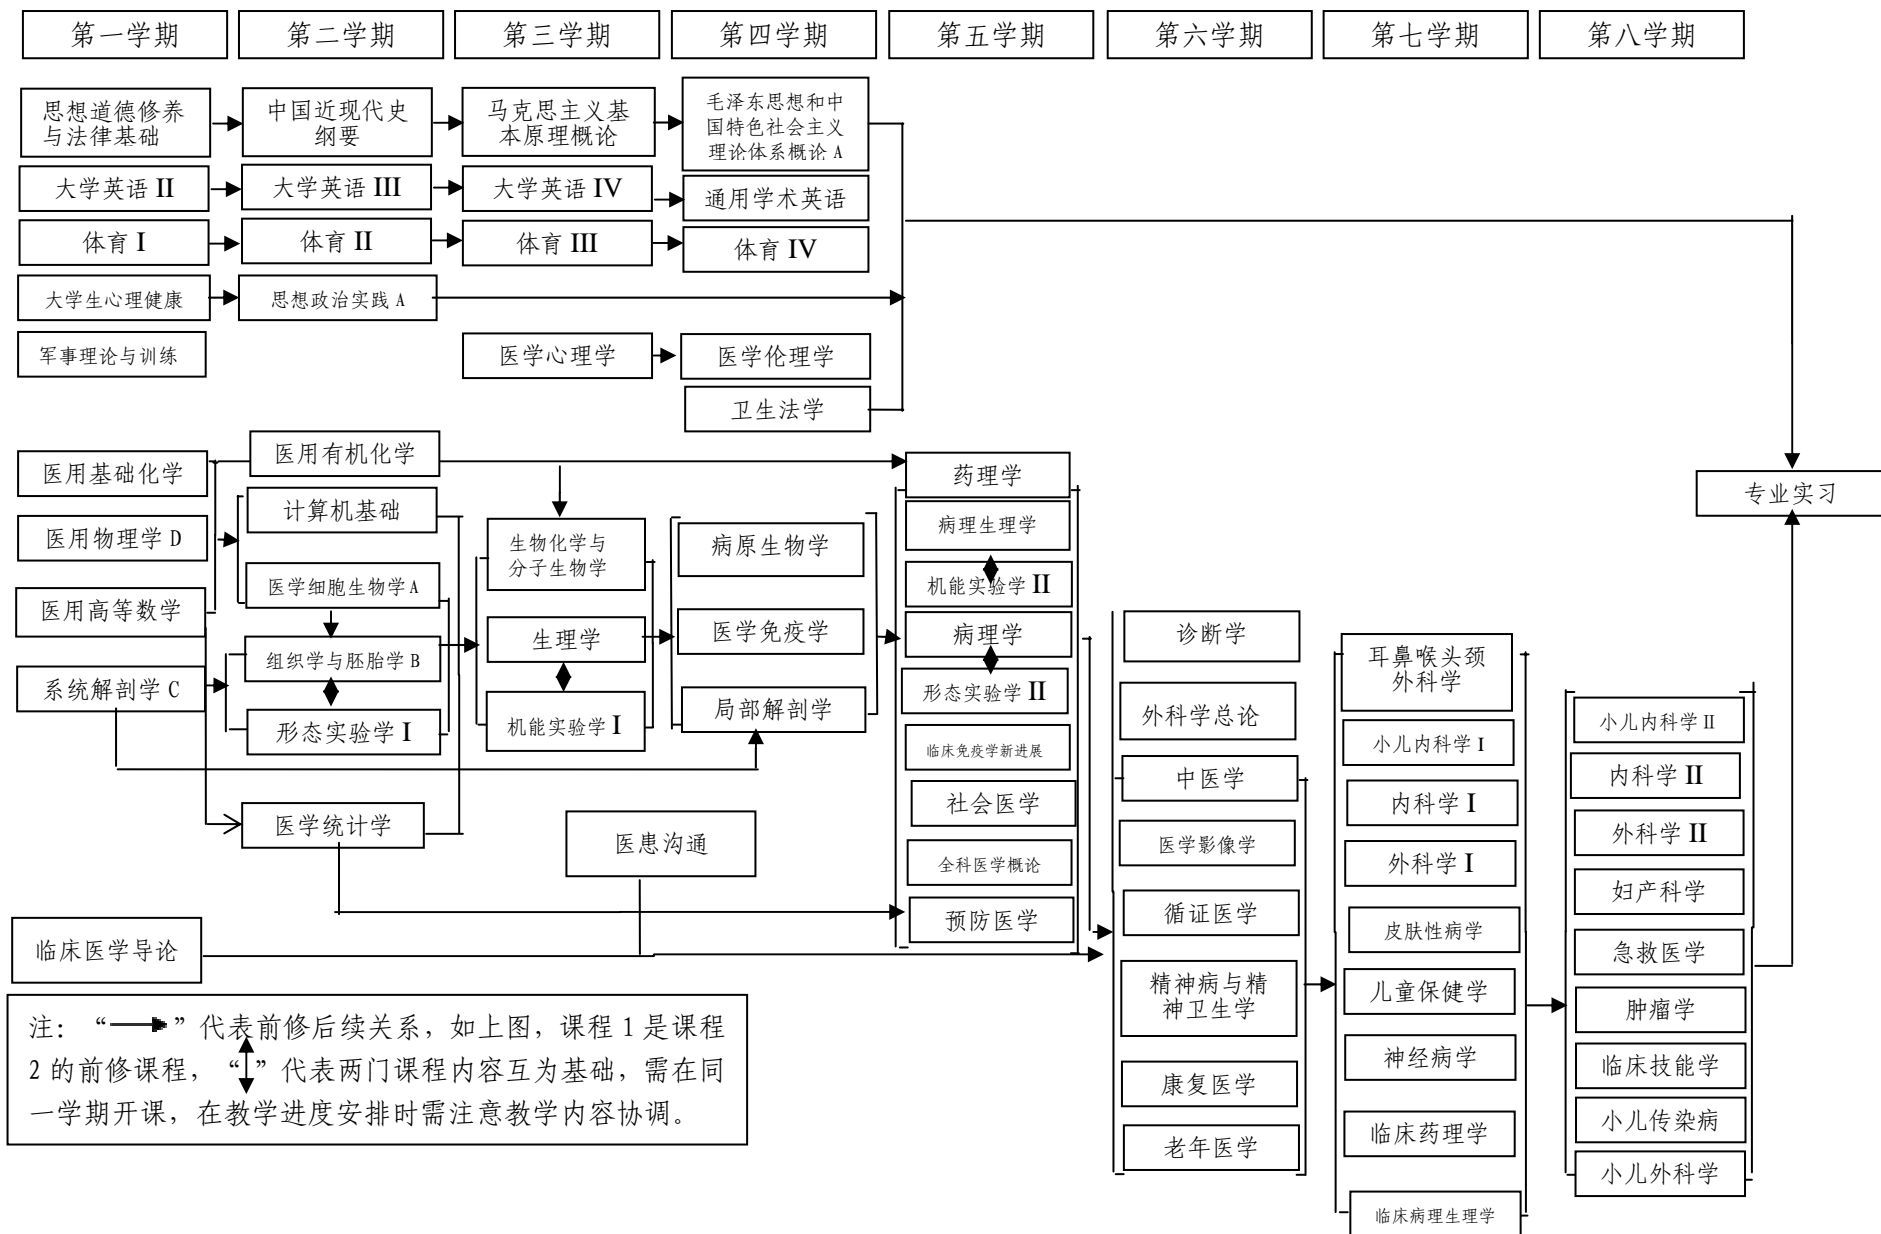 第一学期
第二学期
第三学期
第四学期
第五学期
第六学期
第七学期
第八学期
思想道德修养
与法律基础
中国近现代史
纲要
马克思主义基
本原理概论
毛泽东思想和中
国特色社会主义
理论体系概论 A
大学英语 II
大学英语 III
大学英语 IV
通用学术英语
体育 I
体育 II
体育 III
体育 IV
大学生心理健康
思想政治实践 A
军事理论与训练
医学心理学
医学伦理学
卫生法学
医用基础化学
医用有机化学
药理学
专业实习
计算机基础
病理生理学
医用物理学 D
生物化学与
分子生物学
病原生物学
医学细胞生物学 A
机能实验学 II
医用高等数学
组织学与胚胎学 B
生理学
医学免疫学
病理学
诊断学
耳鼻喉头颈
外科学
系统解剖学 C
形态实验学 I
机能实验学 I
局部解剖学
形态实验学 II
外科学总论
小儿内科学 I
小儿内科学 II
临床免疫学新进展
中医学
内科学 I
内科学 II
社会医学
医学统计学
医患沟通
医学影像学
外科学 I
外科学 II
全科医学概论
妇产科学
预防医学
循证医学
皮肤性病学
急救医学
临床医学导论
精神病与精
神卫生学
儿童保健学
肿瘤学
神经病学
临床技能学
康复医学
临床药理学
小儿传染病
老年医学
小儿外科学
临床病理生理学
注：“→”代表前修后续关系，如上图，课程 1 是课程
2 的前修课程，“↕”代表两门课程内容互为基础，需在同
一学期开课，在教学进度安排时需注意教学内容协调。